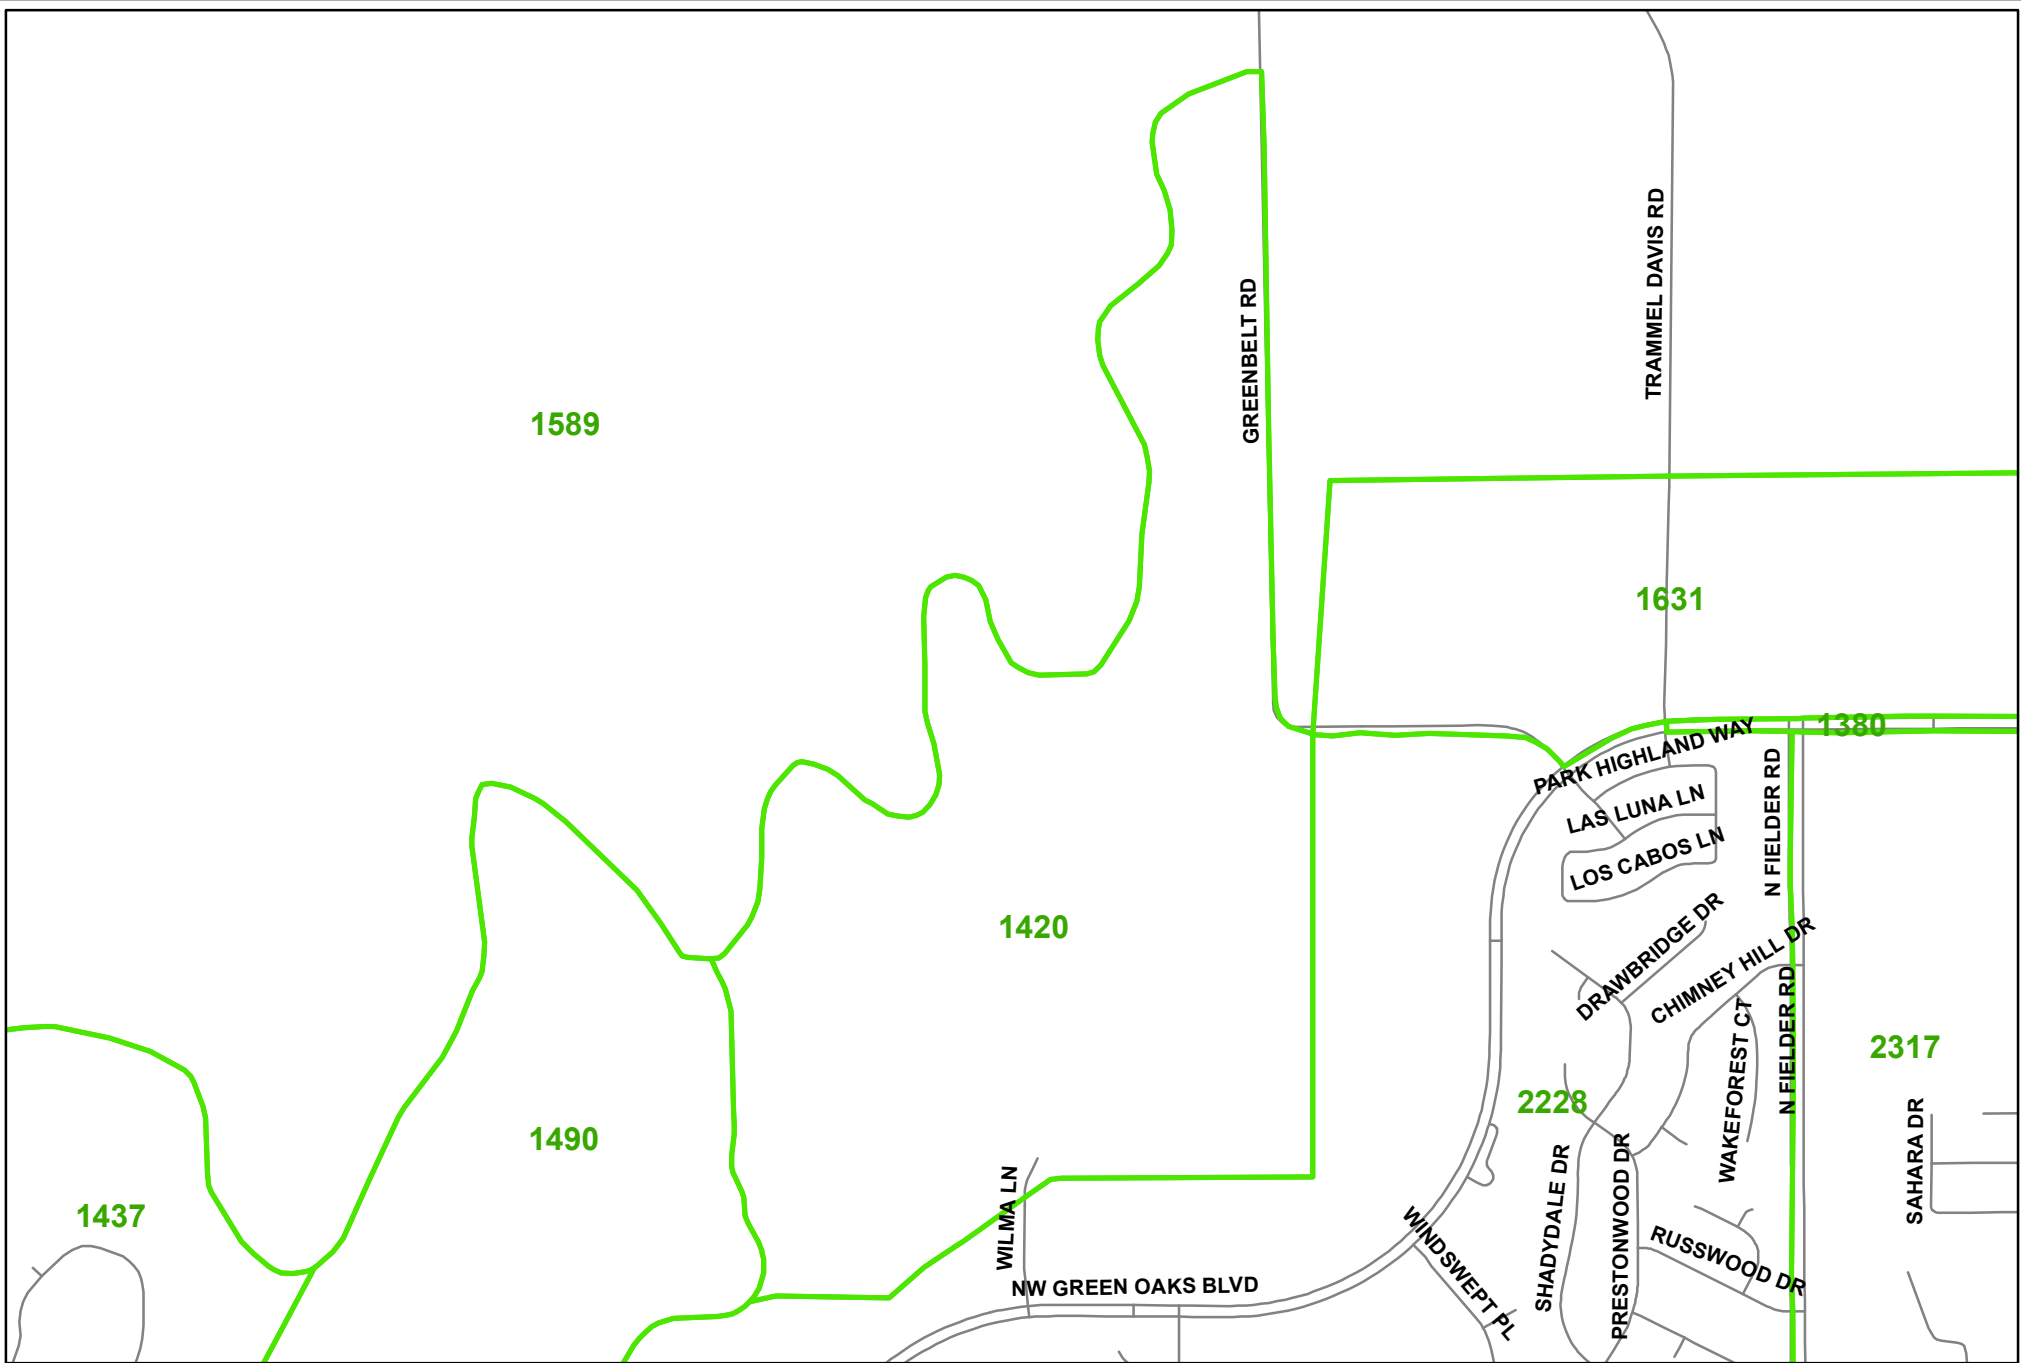 TRAMMEL DAVIS RD
GREENBELT RD
1589
1631
1380
PARK HIGHLAND WAY
LAS LUNA LN
LOS CABOS LN
N FIELDER RD
1420
DRAWBRIDGE DR
CHIMNEY HILL DR
N FIELDER RD
WAKEFOREST CT
2317
2228
1490
SAHARA DR
1437
WILMA LN
SHADYDALE DR
PRESTONWOOD DR
WINDSWEPT PL
RUSSWOOD DR
NW GREEN OAKS BLVD